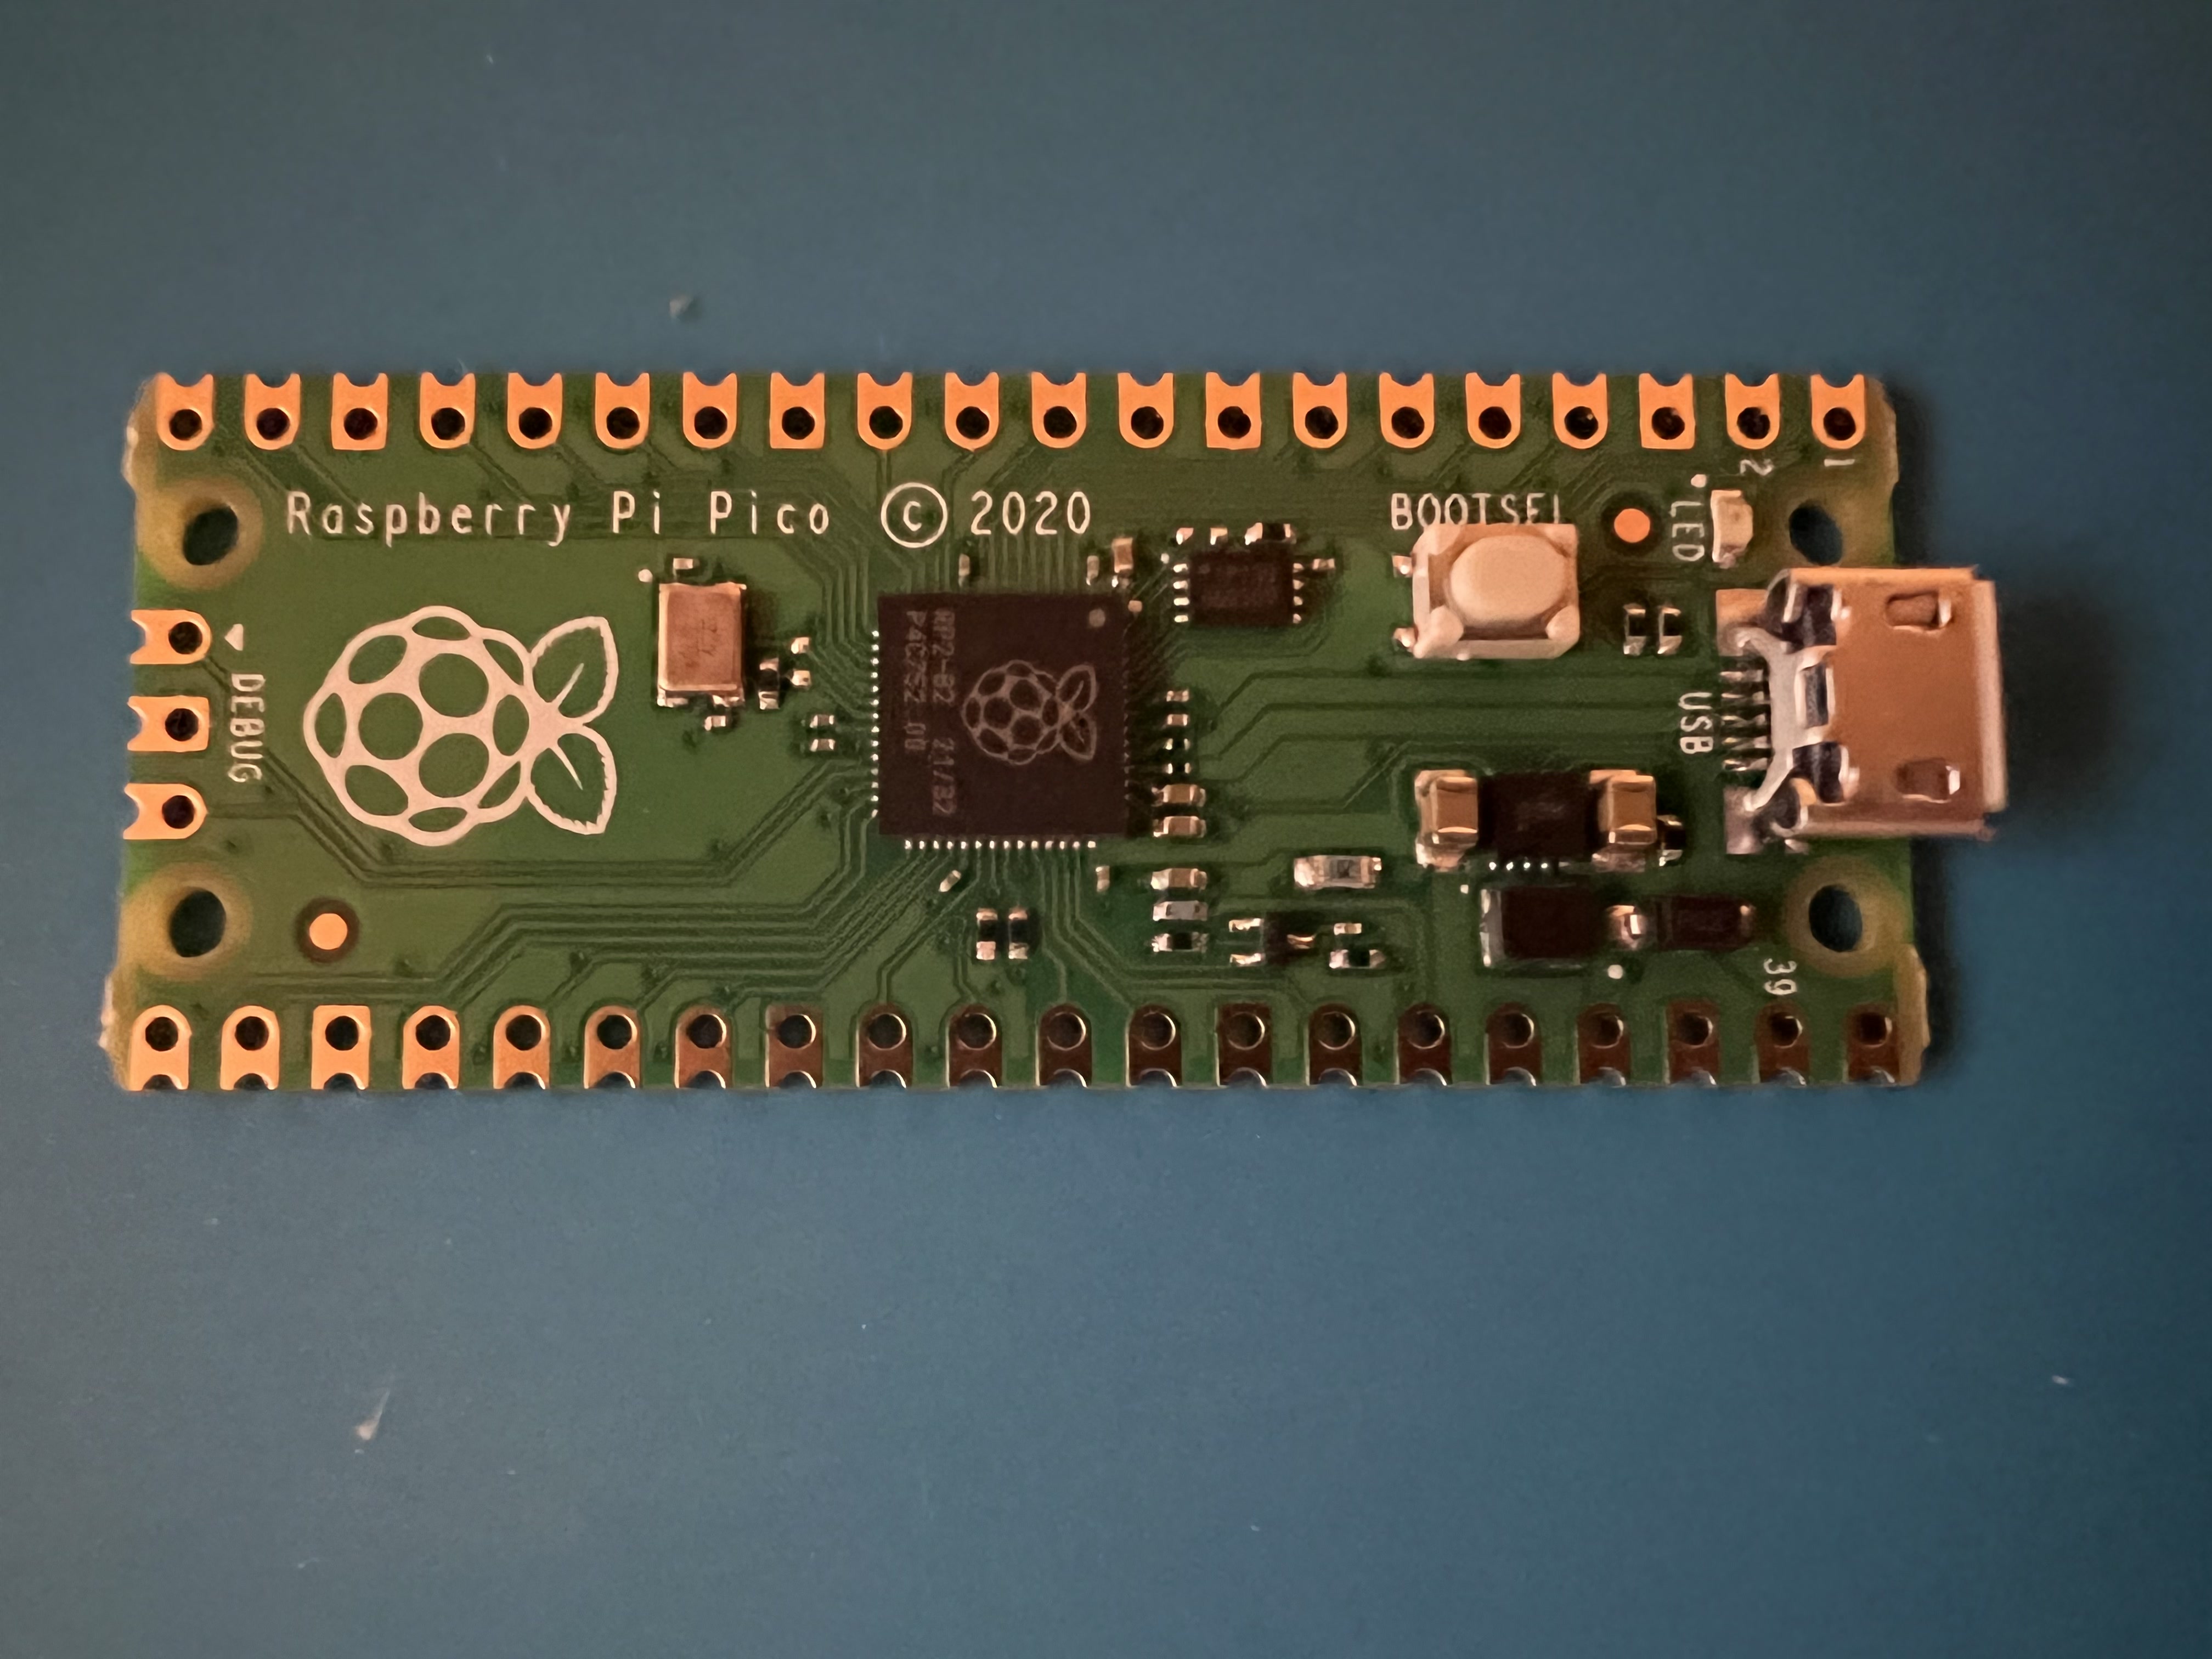 DEBUG
Raspberry Pi Pico © 2020
RP2-B2 21/32
P4C752.00
BOOTSEL
USB
LED
2
39
1